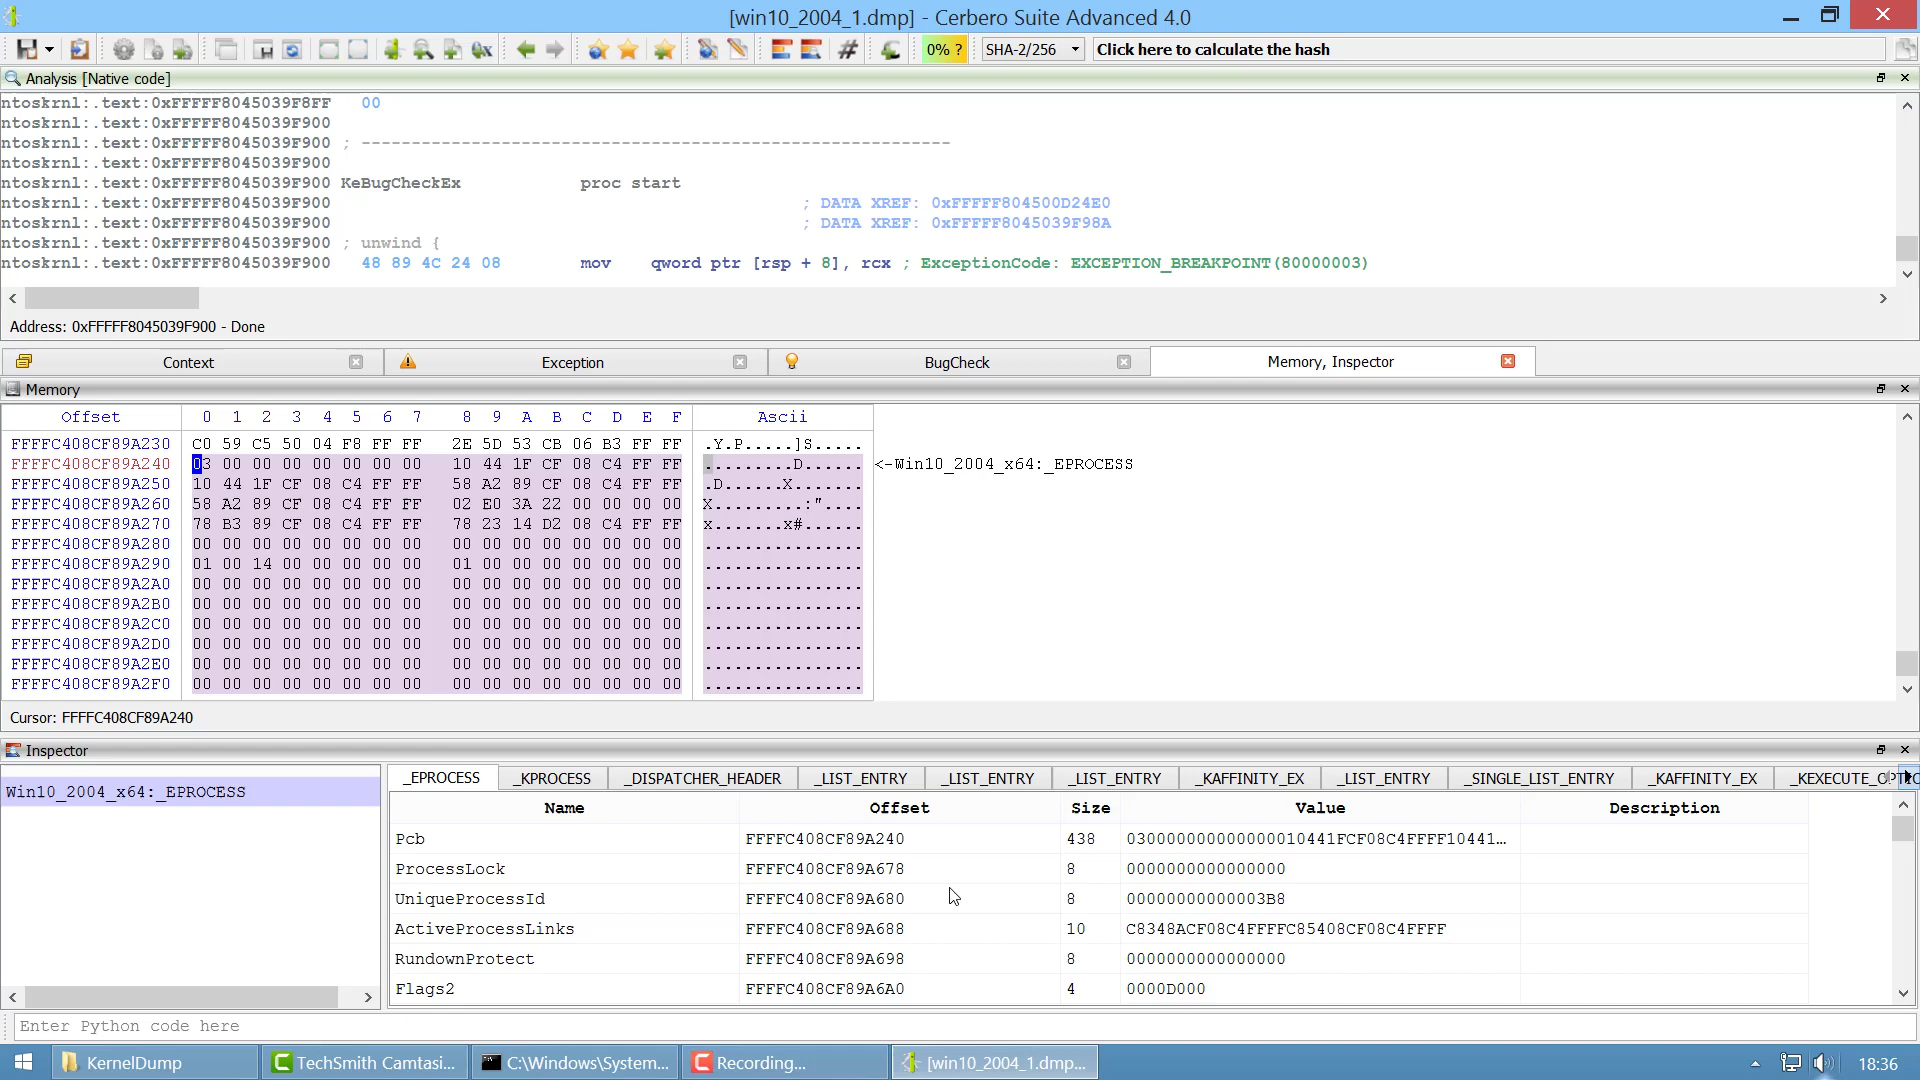 [win10_2004_1.dmp] - Cerbero Suite Advanced 4.0
0% ? SHA-2/256 Click here to calculate the hash
Analysis [Native code]
ntoskrnl:.text:0xFFFFF8045039F8FF 00
ntoskrnl:.text:0xFFFFF8045039F900
ntoskrnl:.text:0xFFFFF8045039F900 ; -----------------------------------------------------------
ntoskrnl:.text:0xFFFFF8045039F900
ntoskrnl:.text:0xFFFFF8045039F900 KeBugCheckEx proc start
ntoskrnl:.text:0xFFFFF8045039F900 ; DATA XREF: 0xFFFFF804500D24E0
ntoskrnl:.text:0xFFFFF8045039F900 ; DATA XREF: 0xFFFFF8045039F98A
ntoskrnl:.text:0xFFFFF8045039F900 ; unwind {
ntoskrnl:.text:0xFFFFF8045039F900 48 89 4C 24 08 mov qword ptr [rsp + 8], rcx ; ExceptionCode: EXCEPTION_BREAKPOINT(80000003)
Address: 0xFFFFF8045039F900 - Done
Context Exception BugCheck Memory, Inspector
Memory
Offset 0 1 2 3 4 5 6 7 8 9 A B C D E F Ascii
FFFFC408CF89A230 C0 59 C5 50 04 F8 FF FF 2E 5D 53 CB 06 B3 FF FF .Y.P.....]S.....
FFFFC408CF89A240 03 00 00 00 00 00 00 00 10 44 1F CF 08 C4 FF FF .........D...... <-Win10_2004_x64:_EPROCESS
FFFFC408CF89A250 10 44 1F CF 08 C4 FF FF 58 A2 89 CF 08 C4 FF FF .D......X.......
FFFFC408CF89A260 58 A2 89 CF 08 C4 FF FF 02 E0 3A 22 00 00 00 00 X.........:"....
FFFFC408CF89A270 78 B3 89 CF 08 C4 FF FF 78 23 14 D2 08 C4 FF FF x.......x#......
FFFFC408CF89A280 00 00 00 00 00 00 00 00 00 00 00 00 00 00 00 00 ................
FFFFC408CF89A290 01 00 14 00 00 00 00 00 01 00 00 00 00 00 00 00 ................
FFFFC408CF89A2A0 00 00 00 00 00 00 00 00 00 00 00 00 00 00 00 00 ................
FFFFC408CF89A2B0 00 00 00 00 00 00 00 00 00 00 00 00 00 00 00 00 ................
FFFFC408CF89A2C0 00 00 00 00 00 00 00 00 00 00 00 00 00 00 00 00 ................
FFFFC408CF89A2D0 00 00 00 00 00 00 00 00 00 00 00 00 00 00 00 00 ................
FFFFC408CF89A2E0 00 00 00 00 00 00 00 00 00 00 00 00 00 00 00 00 ................
FFFFC408CF89A2F0 00 00 00 00 00 00 00 00 00 00 00 00 00 00 00 00 ................
Cursor: FFFFC408CF89A240
Inspector
Win10_2004_x64:_EPROCESS
_EPROCESS _KPROCESS _DISPATCHER_HEADER _LIST_ENTRY _LIST_ENTRY _LIST_ENTRY _KAFFINITY_EX _LIST_ENTRY _SINGLE_LIST_ENTRY _KAFFINITY_EX
Name Offset Size Value Description
Pcb FFFFC408CF89A240 438 030000000000000010441FCF08C4FFFF10441...
ProcessLock FFFFC408CF89A678 8 0000000000000000
UniqueProcessId FFFFC408CF89A680 8 00000000000003B8
ActiveProcessLinks FFFFC408CF89A688 10 C8348ACF08C4FFFFC85408CF08C4FFFF
RundownProtect FFFFC408CF89A698 8 0000000000000000
Flags2 FFFFC408CF89A6A0 4 0000D000
Enter Python code here
KernelDump TechSmith Camtasi... C:\Windows\System... Recording... [win10_2004_1.dmp... 18:36